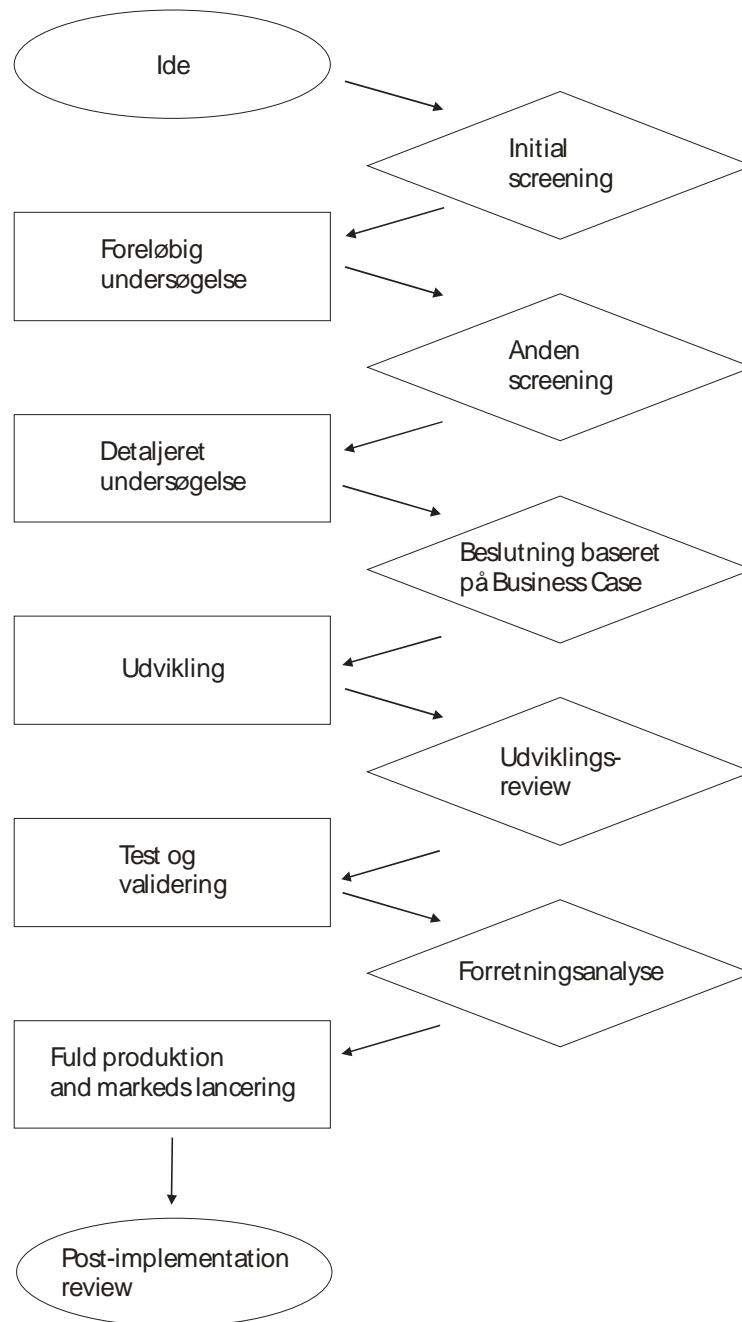 Ide
Initial
screening
Foreløbig
undersøgelse
Anden
screening
Detaljeret
undersøgelse
Beslutning baseret
på Business Case
Udvikling
Udviklings-
review
Test og
validering
Forretningsanalyse
Fuld produktion
and markeds lancering
Post-implementation
review